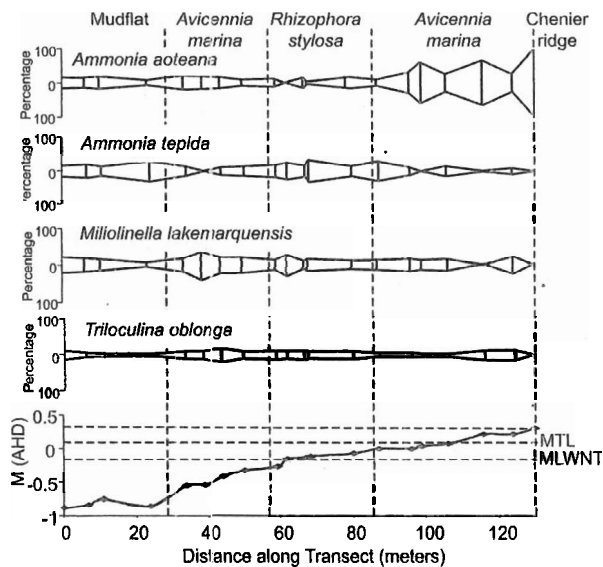 Mudflat
Avicennia
marina
Rhizophora
stylosa
Avicennia
marina
Chenier
ridge
Percentage
100
0
100
Ammonia aoteana
Percentage
100
0
100
Ammonia tepida
Percentage
100
0
100
Miliolinella lakemarquensis
Percentage
100
0
100
Triloculina oblonga
M (AHD)
0.5
0
-0.5
-1
MTL
MLWNT
0 20 40 60 80 100 120
Distance along Transect (meters)